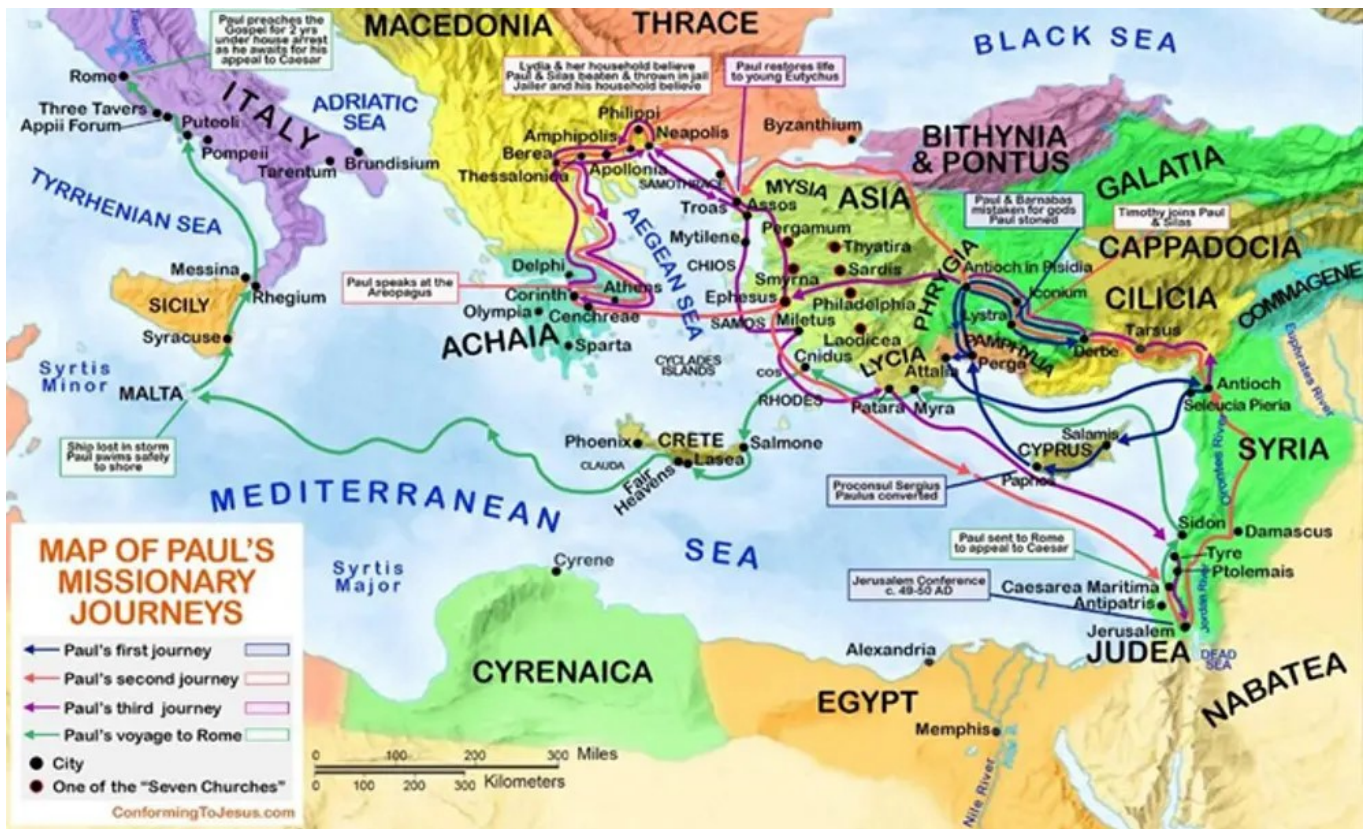 Paul preaches the
Gospel for 2 yrs
under house arrest
as he awaits for his
appeal to Caesar
MACEDONIA
THRACE
BLACK SEA
Lydia & her household believe
Paul & Silas beaten & thrown in jail
Jailer and his household believe
Paul restores life
to young Eutychus
Rome
ITALY
ADRIATIC
SEA
Three Tavers
Appii Forum
Puteoli
Pompeii
Tarentum
Brundisium
Philippi
Neapolis
Amphipolis
Berea
Apollonia
Thessalonica
SAMOTHRACE
Byzanthium
BITHYNIA
& PONTUS
GALATIA
TYRRHENIAN SEA
AEGEAN SEA
MYSIA
ASIA
Troas
Assos
Paul & Barnabas
mistaken for gods
Paul stoned
Timothy joins Paul
& Silas
CAPPADOCIA
Mytilene
Pergamum
Thyatira
PHRYGIA
CHIOS
Smyrna
Sardis
Antioch in Pisidia
Iconium
CILICIA
COMMAGENE
Messina
SICILY
Rhegium
Syracuse
Paul speaks at the
Areopagus
Delphi
Corinth
Athens
Olympia
Cenchreae
ACHAIA
Sparta
Ephesus
Philadelphia
SAMOS
Miletus
Laodicea
Lystra
Derbe
Tarsus
PAMPHYLIA
Perga
LYCIA
Attalia
Cnidus
COS
CYCLADES
ISLANDS
RHODES
Patara
Myra
Antioch
Seleucia Pieria
Euphrates River
Syrtis
Minor
MALTA
Ship lost in storm
Paul swims safely
to shore
Phoenix
CRETE
Salmone
CLAUDA
Lasea
Fair
Heavens
Salamis
CYPRUS
Paphos
Orontes River
SYRIA
Proconsul Sergius
Paulus converted
MEDITERRANEAN
SEA
Sidon
Damascus
Paul sent to Rome
to appeal to Caesar
Tyre
Ptolemais
Jerusalem Conference
c. 49-50 AD
Caesarea Maritima
Antipatris
Jordan River
Jerusalem
JUDEA
DEAD
SEA
NABATEA
Syrtis
Major
Cyrene
CYRENAICA
Alexandria
EGYPT
Memphis
Nile River
MAP OF PAUL'S
MISSIONARY
JOURNEYS
Paul's first journey
Paul's second journey
Paul's third journey
Paul's voyage to Rome
City
One of the "Seven Churches"
ConformingToJesus.com
0 100 200 300 Miles
0 100 200 300 Kilometers